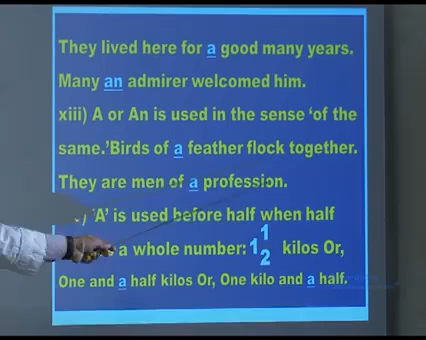 They lived here for a good many years.
Many an admirer welcomed him.
xiii) A or An is used in the sense ‘of the
same.’Birds of a feather flock together.
They are men of a profession.
) ‘A’ is used before half when half
a whole number: 1 1/2 kilos Or,
One and a half kilos Or, One kilo and a half.